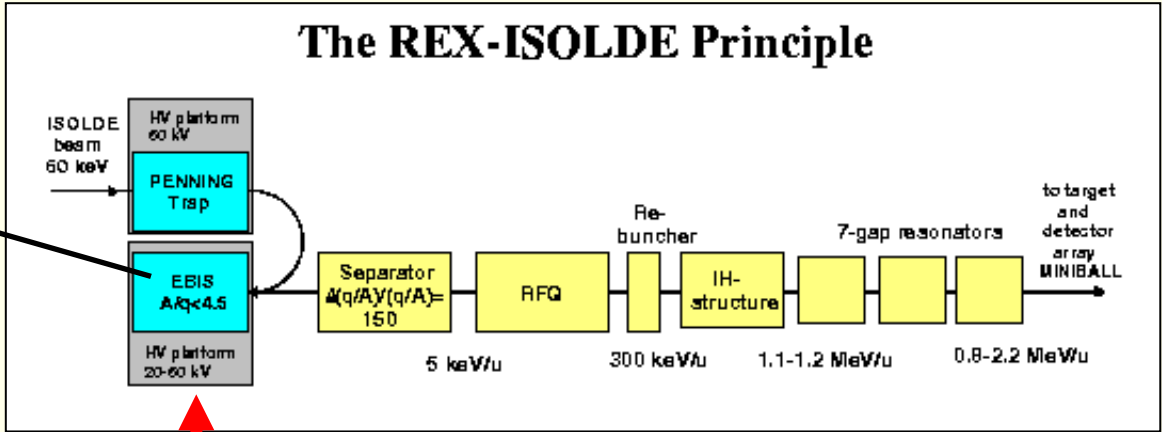 The REX-ISOLDE Principle
ISOLDE
beam
60 keV
HV platform
60 kV
PENNING
Trap
EBIS
A/q<4.5
HV platform
20-60 kV
Separator
Δ(q/A)/(q/A)=
150
5 keV/u
RFQ
Re-
buncher
300 keV/u
IH-
structure
1.1-1.2 MeV/u
7-gap resonators
0.8-2.2 MeV/u
to target
and
detector
array
MINIBALL